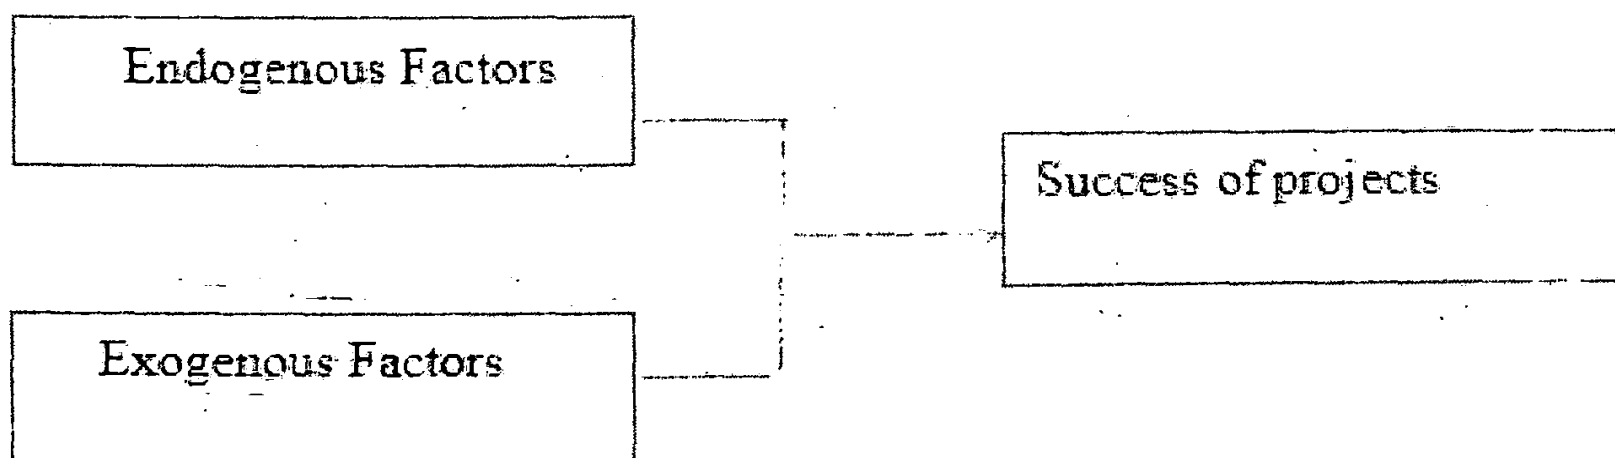 Endogenous Factors
Success of projects
Exogenous Factors